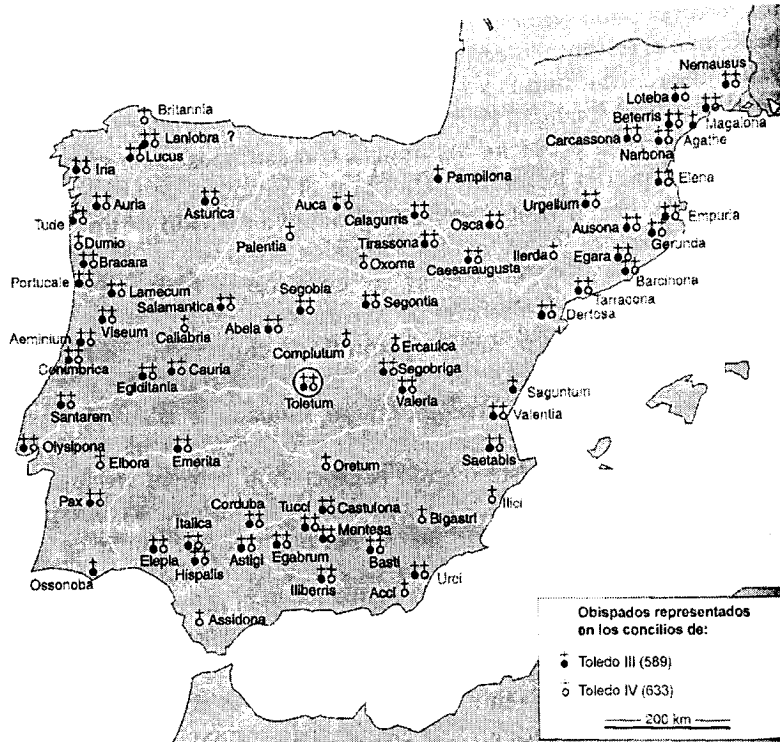 Nemausus
Loteba
Beterris
Magalona
Carcassona
Agathe
Narbona
Britannia
Laniobra ?
Lucus
Iria
Pampilona
Elena
Auria
Asturica
Auca
Calagurris
Urgellum
Osca
Ausona
Empuria
Tude
Gerunda
Dumio
Palentia
Tirassona
Bracara
Oxoma
Caesaraugusta
Ilerda
Egara
Barcinona
Portucale
Lamecum
Segobia
Salamantica
Segontia
Tarracona
Dertosa
Viseum
Caliabria
Abela
Aeminium
Complutum
Ercavica
Conimbrica
Cauria
Segobriga
Egiditania
Toletum
Valeria
Saguntum
Santarem
Valentia
Olysipona
Elbora
Emerita
Oretum
Saetabis
Pax
Ilici
Corduba
Tucci
Castulona
Italica
Mentesa
Bigastri
Elepla
Astigi
Egabrum
Basti
Hispalis
Ossonoba
Iliberris
Acci
Urci
Assidona
Obispados representados
en los concilios de:
Toledo III (589)
Toledo IV (633)
200 km